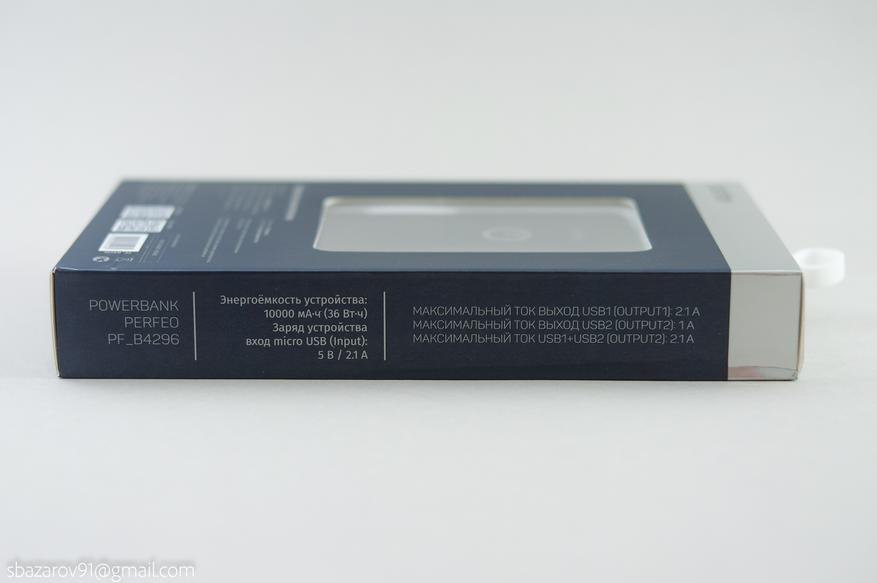 POWERBANK
PERFEO
PF_B4296
Энергоёмкость устройства:
10000 мА·ч (36 Вт·ч)
Заряд устройства
вход micro USB (Input):
5 В / 2.1 А
МАКСИМАЛЬНЫЙ ТОК ВЫХОД USB1 (OUTPUT1): 2.1 А
МАКСИМАЛЬНЫЙ ТОК ВЫХОД USB2 (OUTPUT2): 1 А
МАКСИМАЛЬНЫЙ ТОК USB1+USB2 (OUTPUT2): 2.1 А
sbazarov91@gmail.com